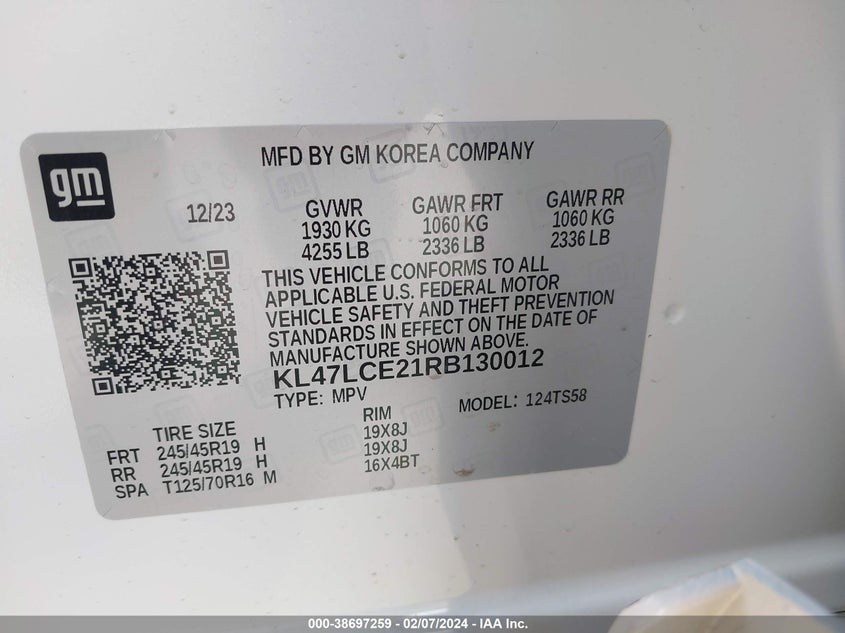 gm
MFD BY GM KOREA COMPANY
12/23
GVWR GAWR FRT GAWR RR
1930 KG 1060 KG 1060 KG
4255 LB 2336 LB 2336 LB
THIS VEHICLE CONFORMS TO ALL
APPLICABLE U.S. FEDERAL MOTOR
VEHICLE SAFETY AND THEFT PREVENTION
STANDARDS IN EFFECT ON THE DATE OF
MANUFACTURE SHOWN ABOVE.
KL47LCE21RB130012
TYPE: MPV MODEL: 124TS58
TIRE SIZE RIM
FRT 245/45R19 H 19X8J
RR 245/45R19 H 19X8J
SPA T125/70R16 M 16X4BT
000-38697259 - 02/07/2024 - IAA Inc.